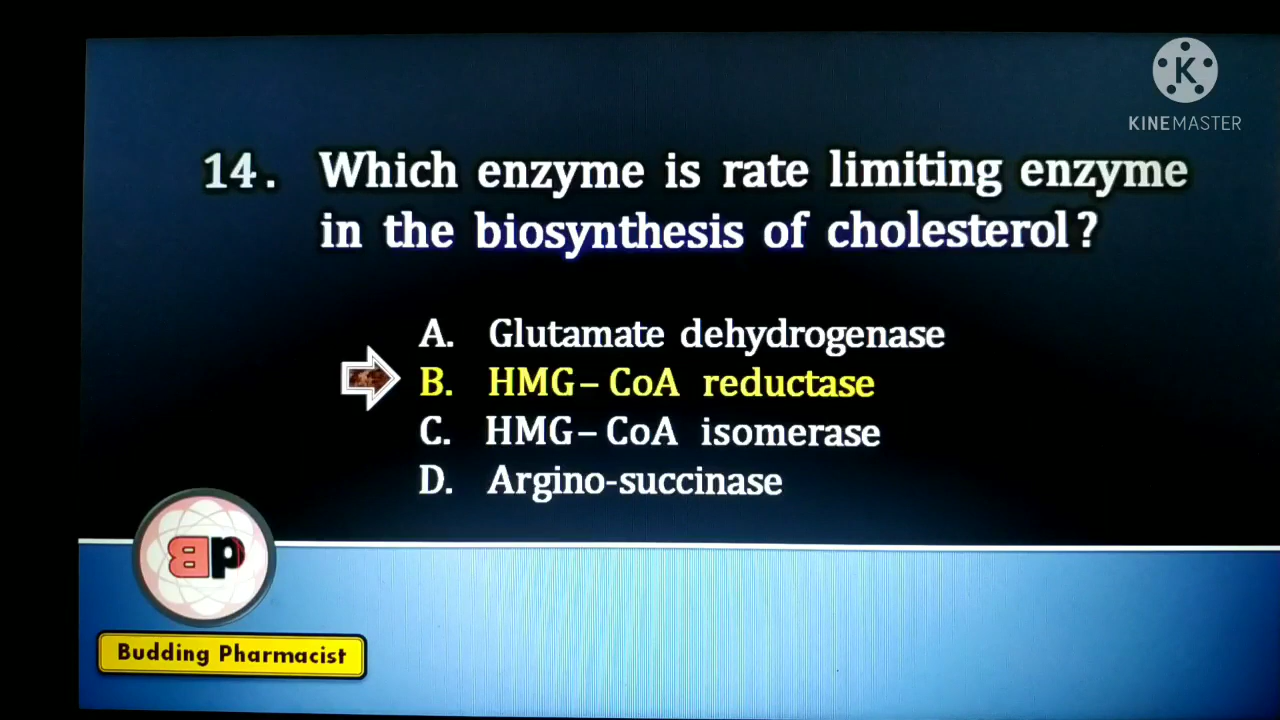 KINEMASTER
14. Which enzyme is rate limiting enzyme
in the biosynthesis of cholesterol?
A. Glutamate dehydrogenase
B. HMG–CoA reductase
C. HMG–CoA isomerase
D. Argino-succinase
Budding Pharmacist